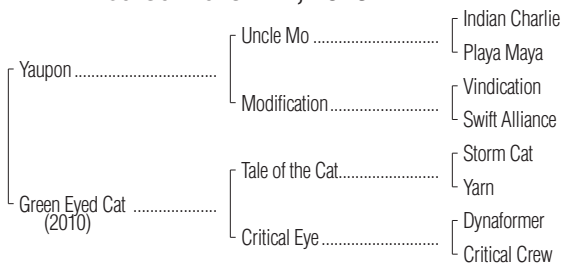 Indian Charlie
Uncle Mo ..............................
Playa Maya
Yaupon ..................................
Vindication
Modification..........................
Swift Alliance
Storm Cat
Tale of the Cat........................
Yarn
Green Eyed Cat ....................
(2010)
Dynaformer
Critical Eye ............................
Critical Crew